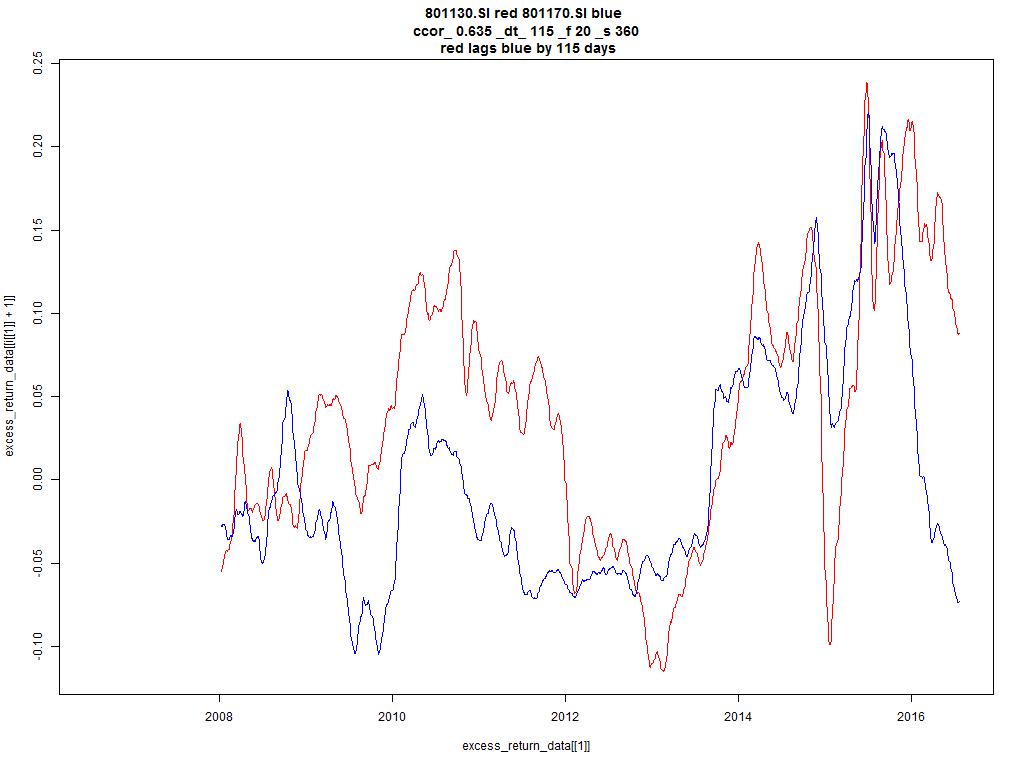 801130.SI red 801170.SI blue
ccor_ 0.635 _dt_ 115 _f 20 _s 360
red lags blue by 115 days
0.25
0.20
0.15
0.10
0.05
0.00
-0.05
-0.10
excess_return_data[[i[[1]] + 1]]
2008 2010 2012 2014 2016
excess_return_data[[1]]